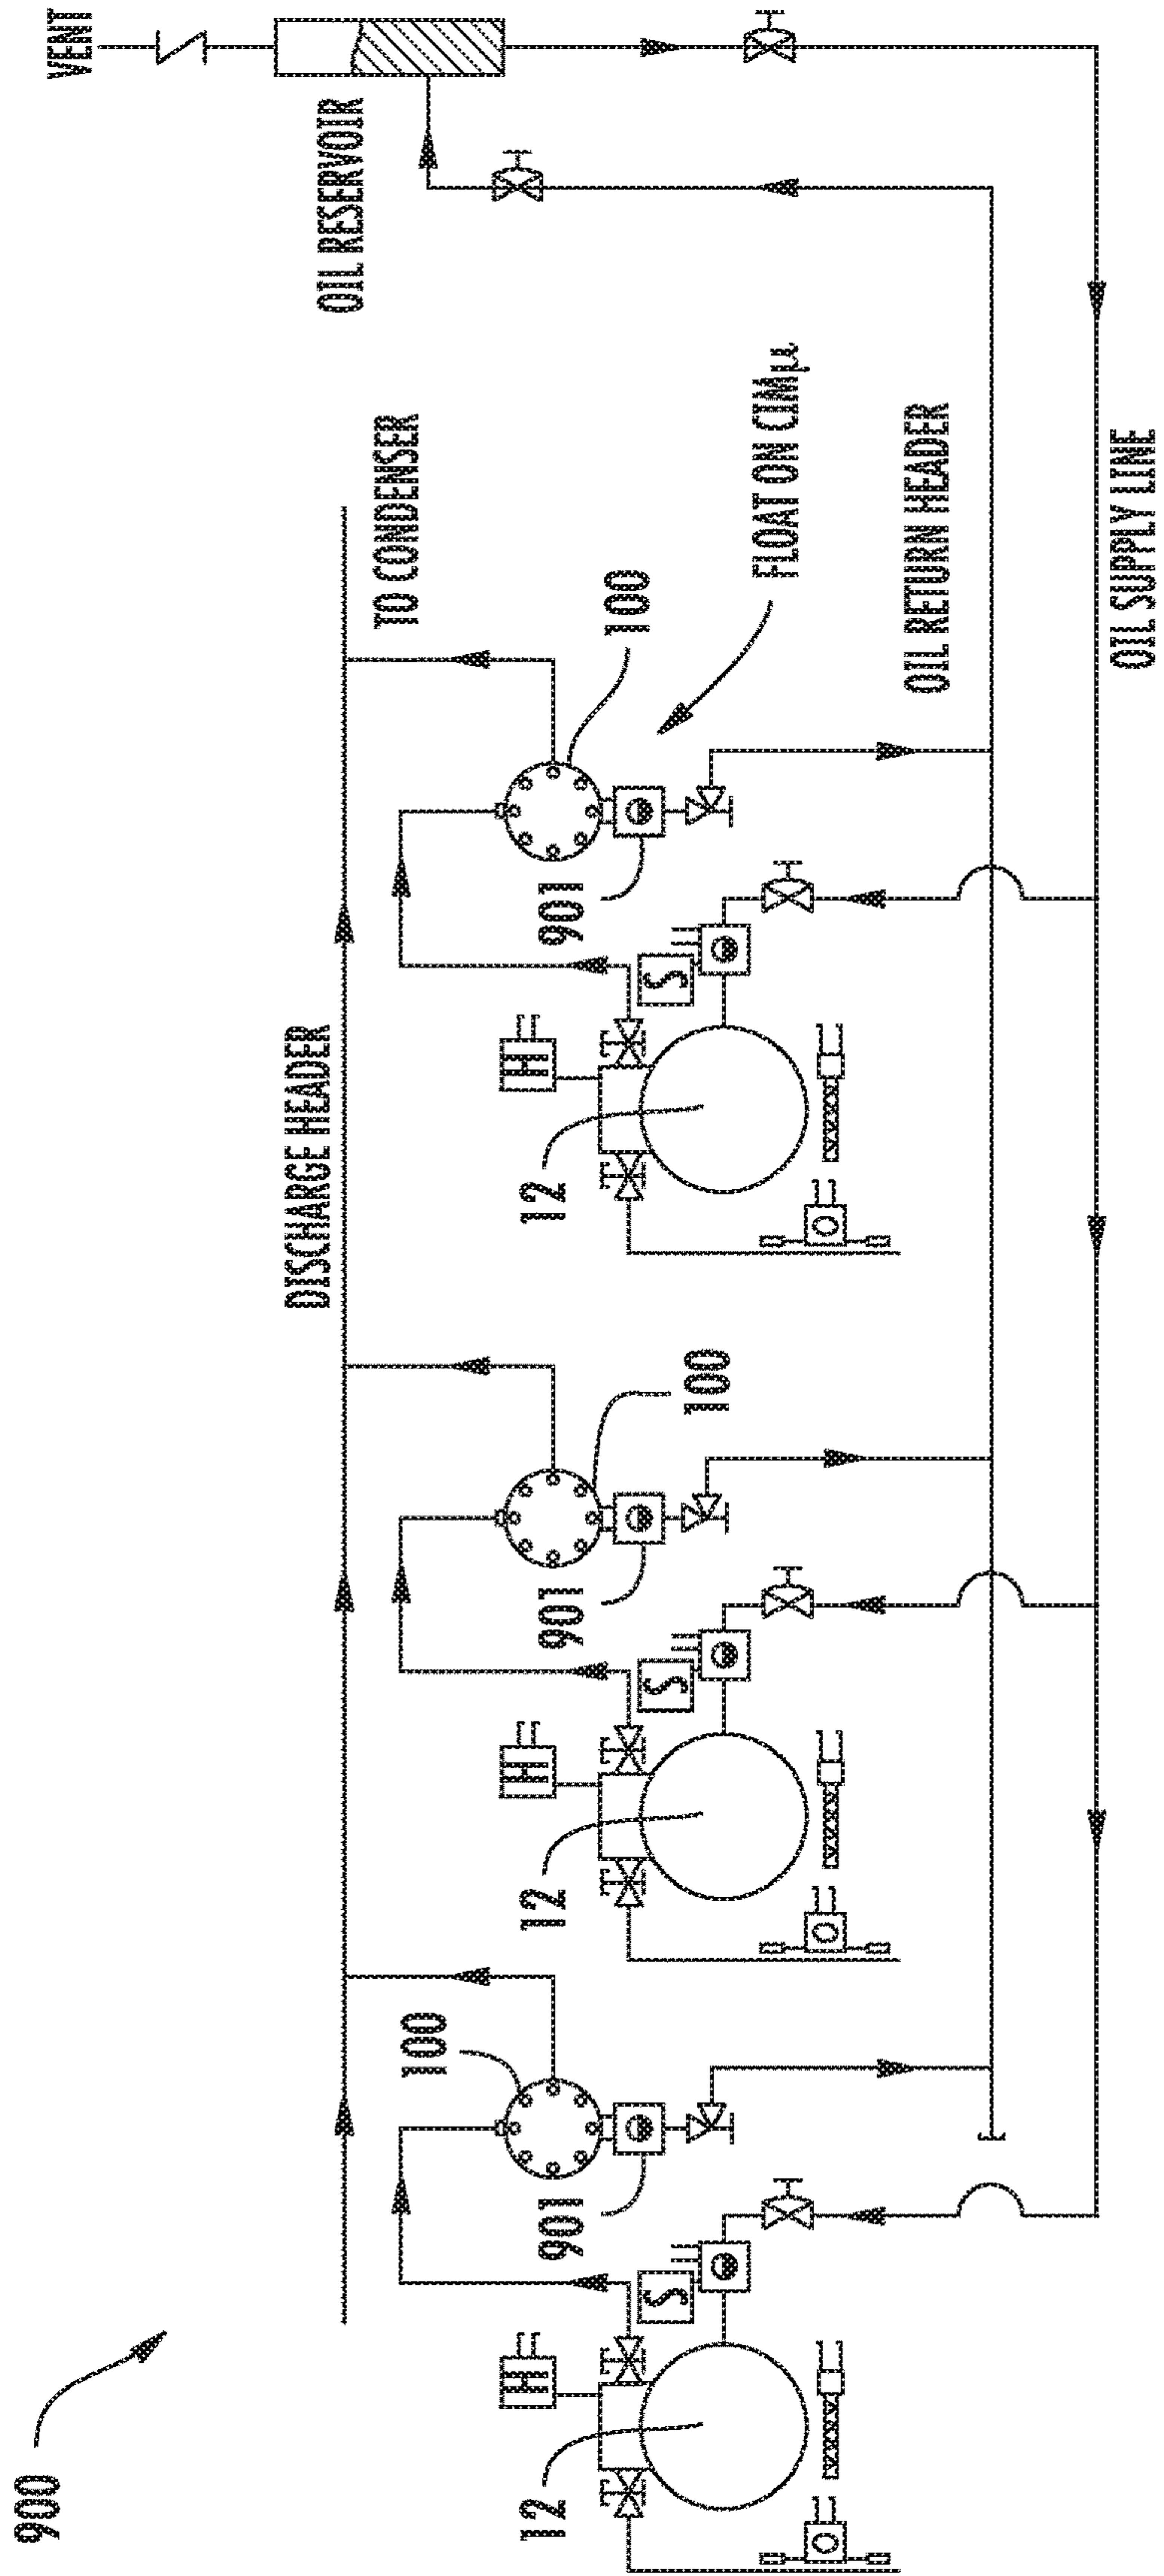 900
VENT
DISCHARGE HEADER
OIL RESERVOIR
TO CONDENSER
100
H
H
H
12
901
12
901
12
901
100
S
S
S
100
FLOAT ON CIMμ
O
O
O
OIL RETURN HEADER
OIL SUPPLY LINE